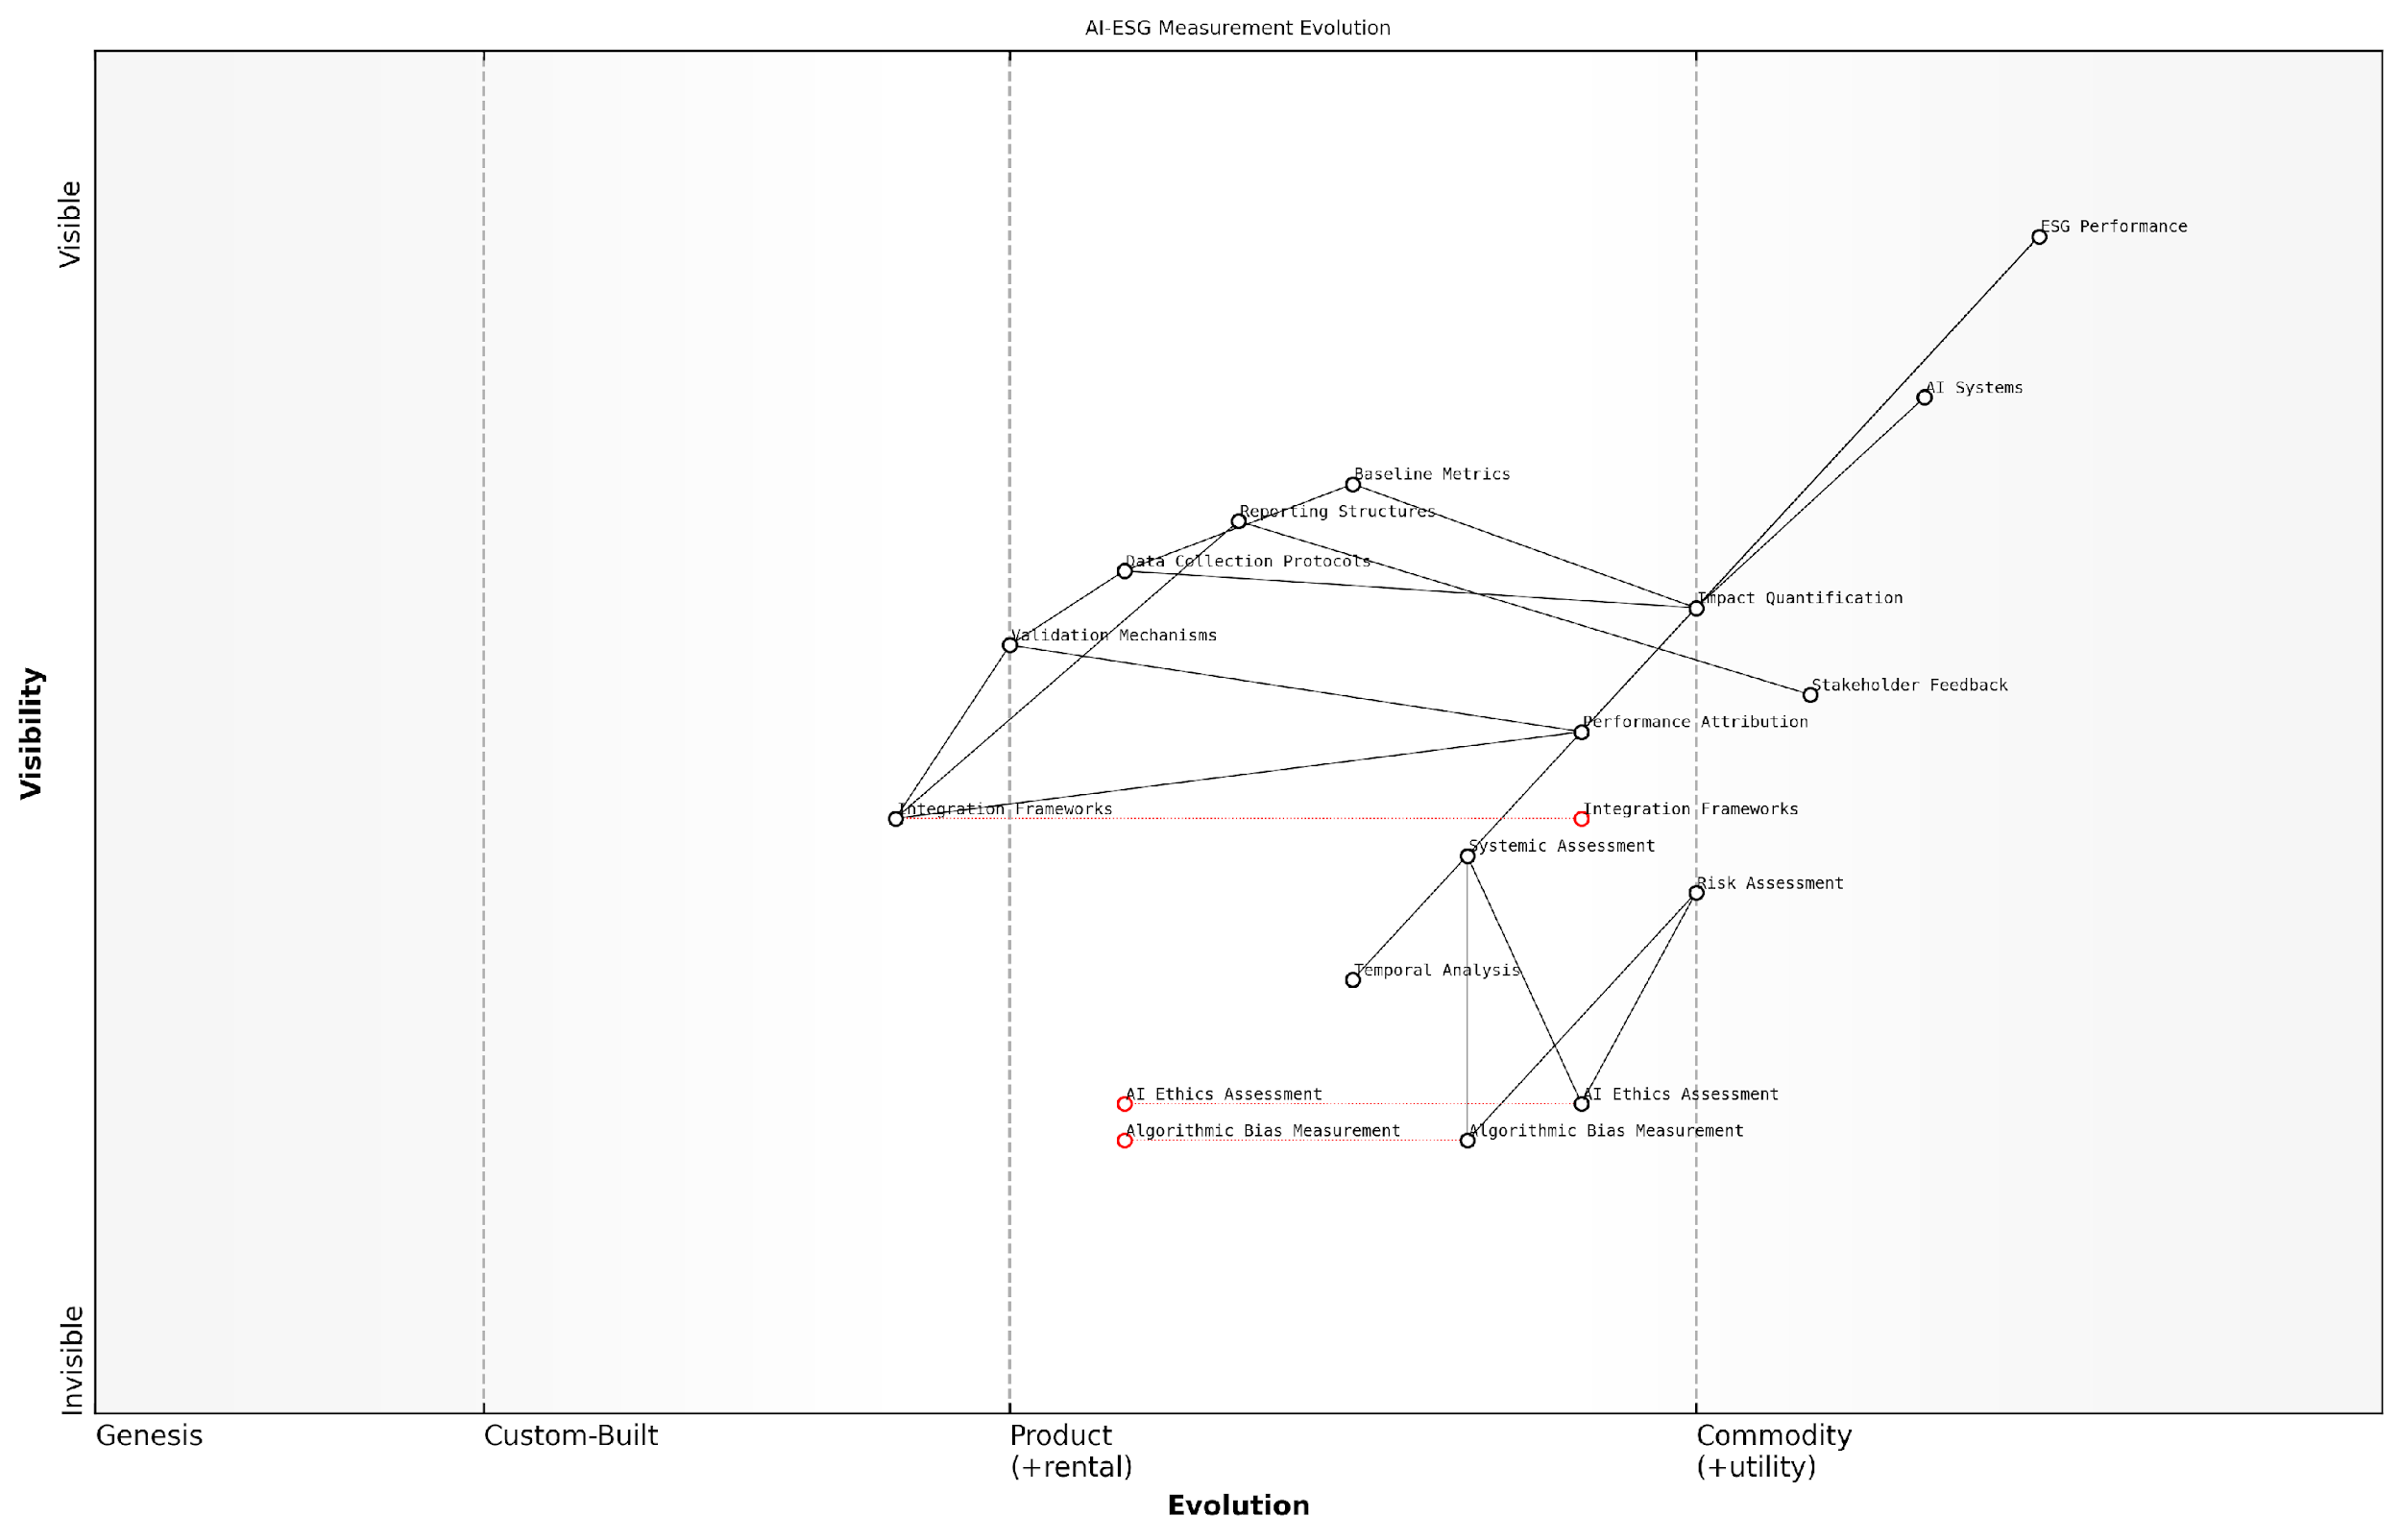 AI-ESG Measurement Evolution
Visible
ESG Performance
AI Systems
Baseline Metrics
Reporting Structures
Data Collection Protocols
Impact Quantification
Validation Mechanisms
Stakeholder Feedback
Performance Attribution
Visibility
Integration Frameworks
Integration Frameworks
Systemic Assessment
Risk Assessment
Temporal Analysis
AI Ethics Assessment
AI Ethics Assessment
Algorithmic Bias Measurement
Algorithmic Bias Measurement
Invisible
Genesis
Custom-Built
Product
(+rental)
Commodity
(+utility)
Evolution